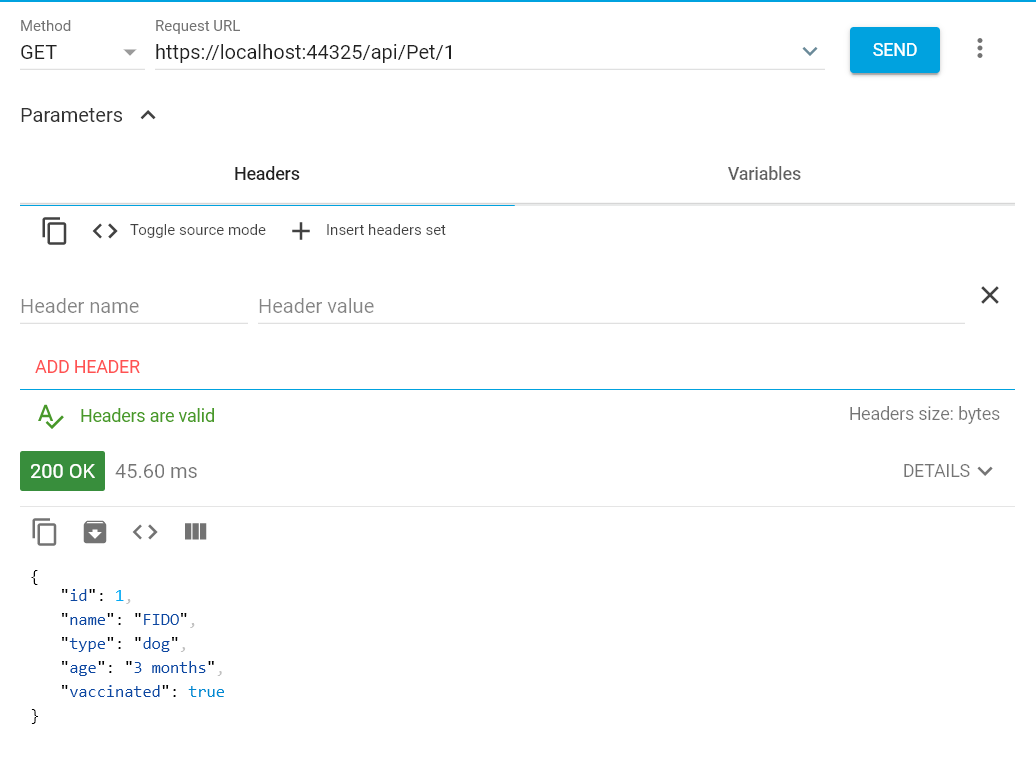 Method Request URL
GET https://localhost:44325/api/Pet/1 SEND
Parameters
Headers Variables
Toggle source mode Insert headers set
Header name Header value
ADD HEADER
Headers are valid Headers size: bytes
200 OK 45.60 ms DETAILS
{
"id": 1,
"name": "FIDO",
"type": "dog",
"age": "3 months",
"vaccinated": true
}